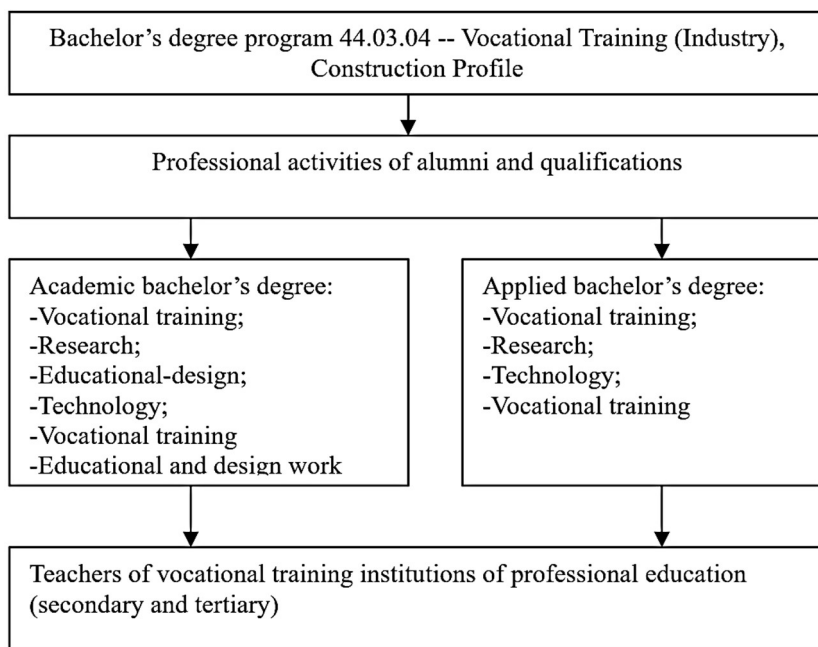 Bachelor’s degree program 44.03.04 -- Vocational Training (Industry),
Construction Profile
Professional activities of alumni and qualifications
Academic bachelor’s degree:
-Vocational training;
-Research;
-Educational-design;
-Technology;
-Vocational training
-Educational and design work
Applied bachelor’s degree:
-Vocational training;
-Research;
-Technology;
-Vocational training
Teachers of vocational training institutions of professional education
(secondary and tertiary)